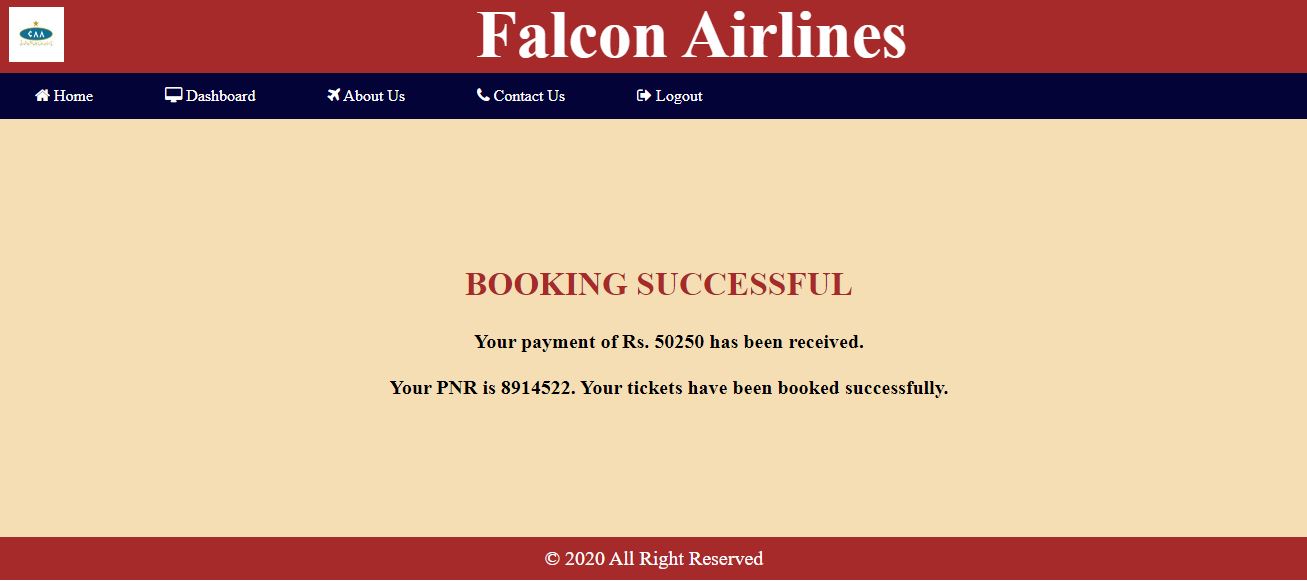 CAA
Falcon Airlines
Home Dashboard About Us Contact Us Logout
BOOKING SUCCESSFUL
Your payment of Rs. 50250 has been received.
Your PNR is 8914522. Your tickets have been booked successfully.
© 2020 All Right Reserved